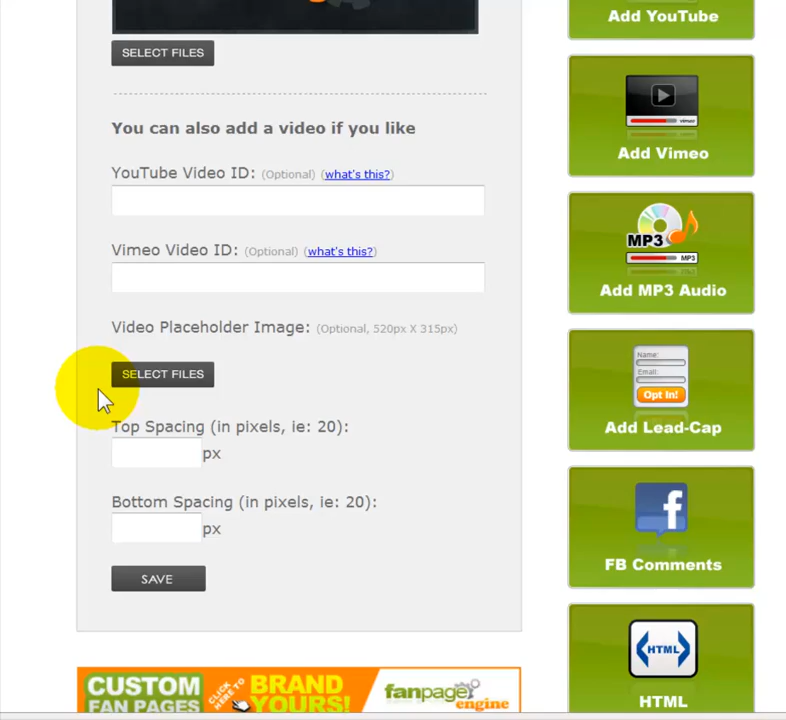 Add YouTube
SELECT FILES
You can also add a video if you like
YouTube Video ID: (Optional) (what's this?)
Vimeo Video ID: (Optional) (what's this?)
Video Placeholder Image: (Optional, 520px X 315px)
SELECT FILES
Top Spacing (in pixels, ie: 20):
px
Bottom Spacing (in pixels, ie: 20):
px
SAVE
vimeo
Add Vimeo
MP3
MP3
Add MP3 Audio
Name:
Email:
Opt In!
Add Lead-Cap
f
FB Comments
HTML
HTML
CUSTOM
FAN PAGES
CLICK
HERE TO
BRAND
YOURS!
fanpage
engine